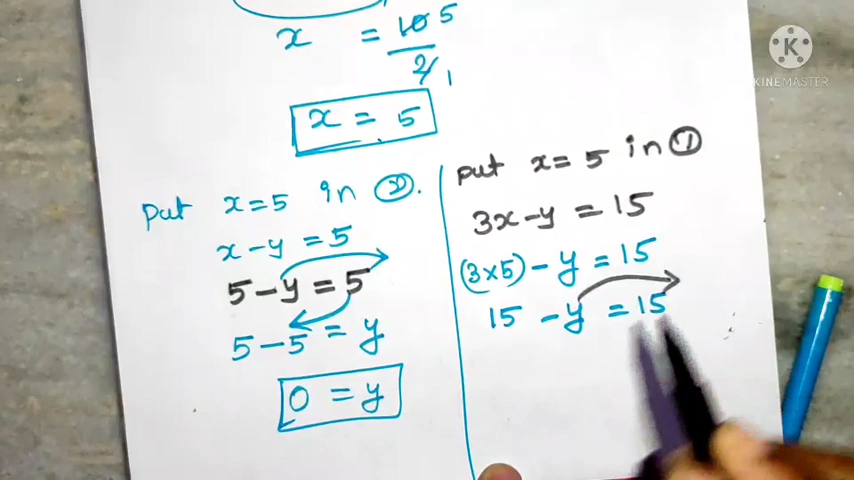 x = 10 5
2 1
x = 5
Put x=5 in ②.
x-y=5
5-y=5
5-5=y
0=y
put x=5 in ①
3x-y=15
(3×5)-y=15
15-y=15
K
KINEMASTER